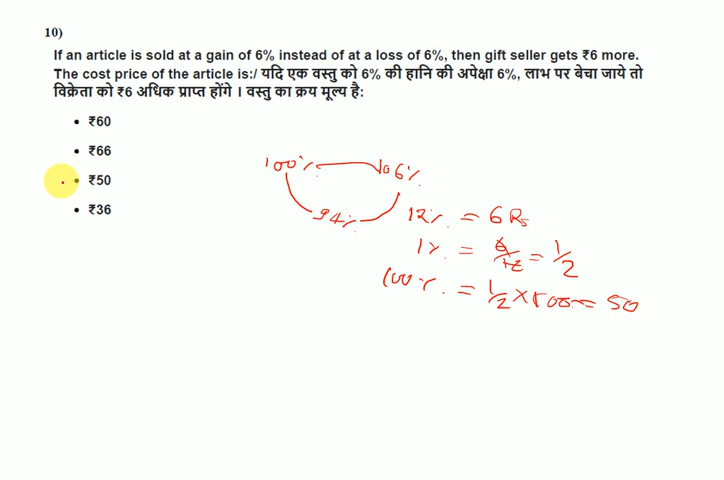 10)
If an article is sold at a gain of 6% instead of at a loss of 6%, then gift seller gets ₹6 more.
The cost price of the article is:/ यदि एक वस्तु को 6% की हानि की अपेक्षा 6%, लाभ पर बेचा जाये तो
विक्रेता को ₹6 अधिक प्राप्त होंगे । वस्तु का क्रय मूल्य है:
• ₹60
• ₹66
• ₹50
• ₹36
100% 106%
94%
12% = 6 Rs
1% = 6/12 = 1/2
100% = 1/2 × 100 = 50